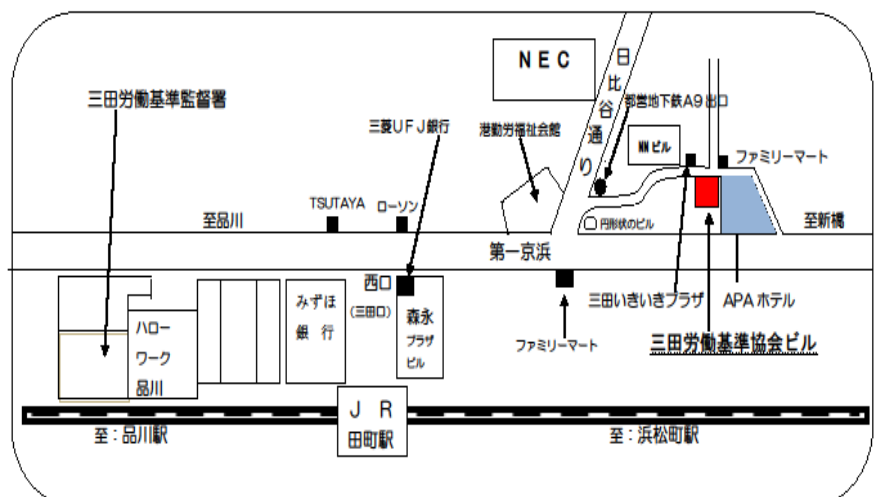 NEC
日比谷通り
三田労働基準監督署
都営地下鉄A9出口
三菱UFJ銀行
港勤労福祉会館
NNビル
ファミリーマート
TSUTAYA
ローソン
至品川
円形状のビル
至新橋
第一京浜
西口
(三田口)
みずほ
銀 行
森永
プラザ
ビル
三田いきいきプラザ
APAホテル
ハロー
ワーク
品川
ファミリーマート
三田労働基準協会ビル
JR
田町駅
至:品川駅
至:浜松町駅